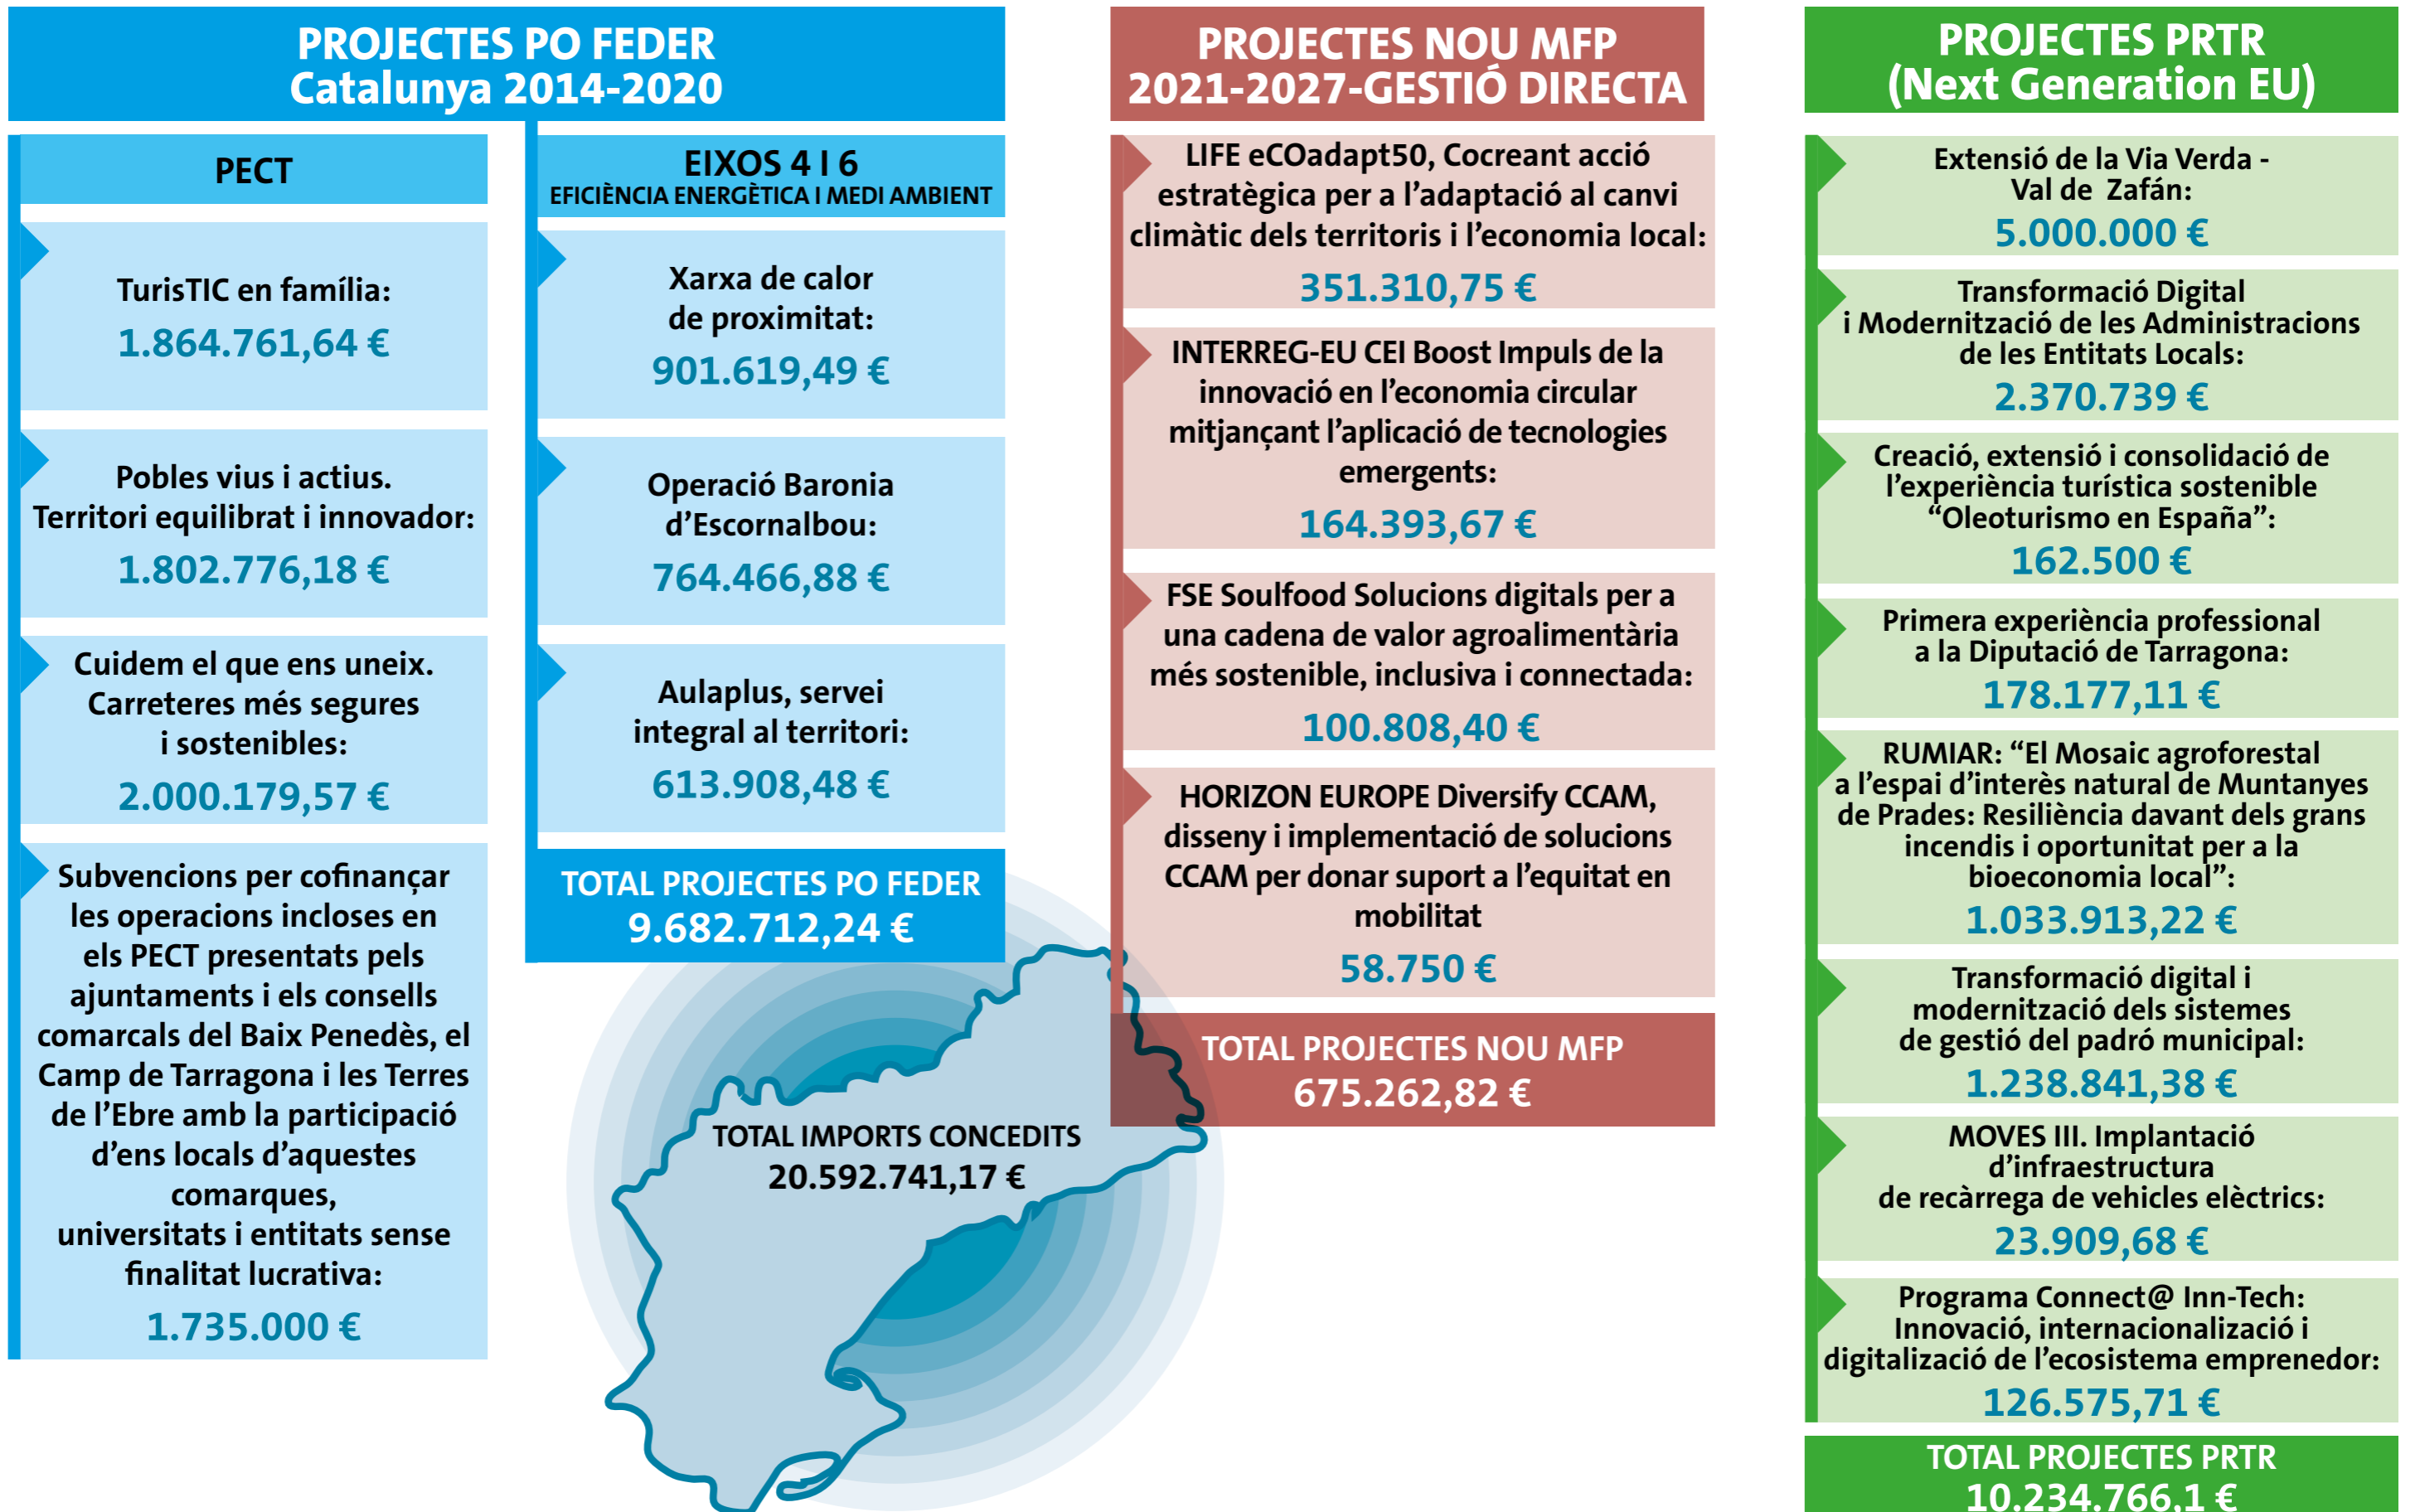 PROJECTES PO FEDER
Catalunya 2014-2020
PECT
TurisTIC en família:
1.864.761,64 €
Pobles vius i actius.
Territori equilibrat i innovador:
1.802.776,18 €
Cuidem el que ens uneix.
Carreteres més segures
i sostenibles:
2.000.179,57 €
Subvencions per cofinançar
les operacions incloses en
els PECT presentats pels
ajuntaments i els consells
comarcals del Baix Penedès, el
Camp de Tarragona i les Terres
de l’Ebre amb la participació
d’ens locals d’aquestes
comarques,
universitats i entitats sense
finalitat lucrativa:
1.735.000 €
EIXOS 4 I 6
EFICIÈNCIA ENERGÈTICA I MEDI AMBIENT
Xarxa de calor
de proximitat:
901.619,49 €
Operació Baronia
d’Escornalbou:
764.466,88 €
Aulaplus, servei
integral al territori:
613.908,48 €
TOTAL PROJECTES PO FEDER
9.682.712,24 €
TOTAL IMPORTS CONCEDITS
20.592.741,17 €
PROJECTES NOU MFP
2021-2027-GESTIÓ DIRECTA
LIFE eCOadapt50, Cocreant acció
estratègica per a l’adaptació al canvi
climàtic dels territoris i l’economia local:
351.310,75 €
INTERREG-EU CEI Boost Impuls de la
innovació en l’economia circular
mitjançant l’aplicació de tecnologies
emergents:
164.393,67 €
FSE Soulfood Solucions digitals per a
una cadena de valor agroalimentària
més sostenible, inclusiva i connectada:
100.808,40 €
HORIZON EUROPE Diversify CCAM,
disseny i implementació de solucions
CCAM per donar suport a l’equitat en
mobilitat
58.750 €
TOTAL PROJECTES NOU MFP
675.262,82 €
PROJECTES PRTR
(Next Generation EU)
Extensió de la Via Verda -
Val de Zafán:
5.000.000 €
Transformació Digital
i Modernització de les Administracions
de les Entitats Locals:
2.370.739 €
Creació, extensió i consolidació de
l’experiència turística sostenible
“Oleoturismo en España”:
162.500 €
Primera experiència professional
a la Diputació de Tarragona:
178.177,11 €
RUMIAR: “El Mosaic agroforestal
a l’espai d’interès natural de Muntanyes
de Prades: Resiliència davant dels grans
incendis i oportunitat per a la
bioeconomia local”:
1.033.913,22 €
Transformació digital i
modernització dels sistemes
de gestió del padró municipal:
1.238.841,38 €
MOVES III. Implantació
d’infraestructura
de recàrrega de vehicles elèctrics:
23.909,68 €
Programa Connect@ Inn-Tech:
Innovació, internacionalizació i
digitalizació de l’ecosistema emprenedor:
126.575,71 €
TOTAL PROJECTES PRTR
10.234.766,1 €